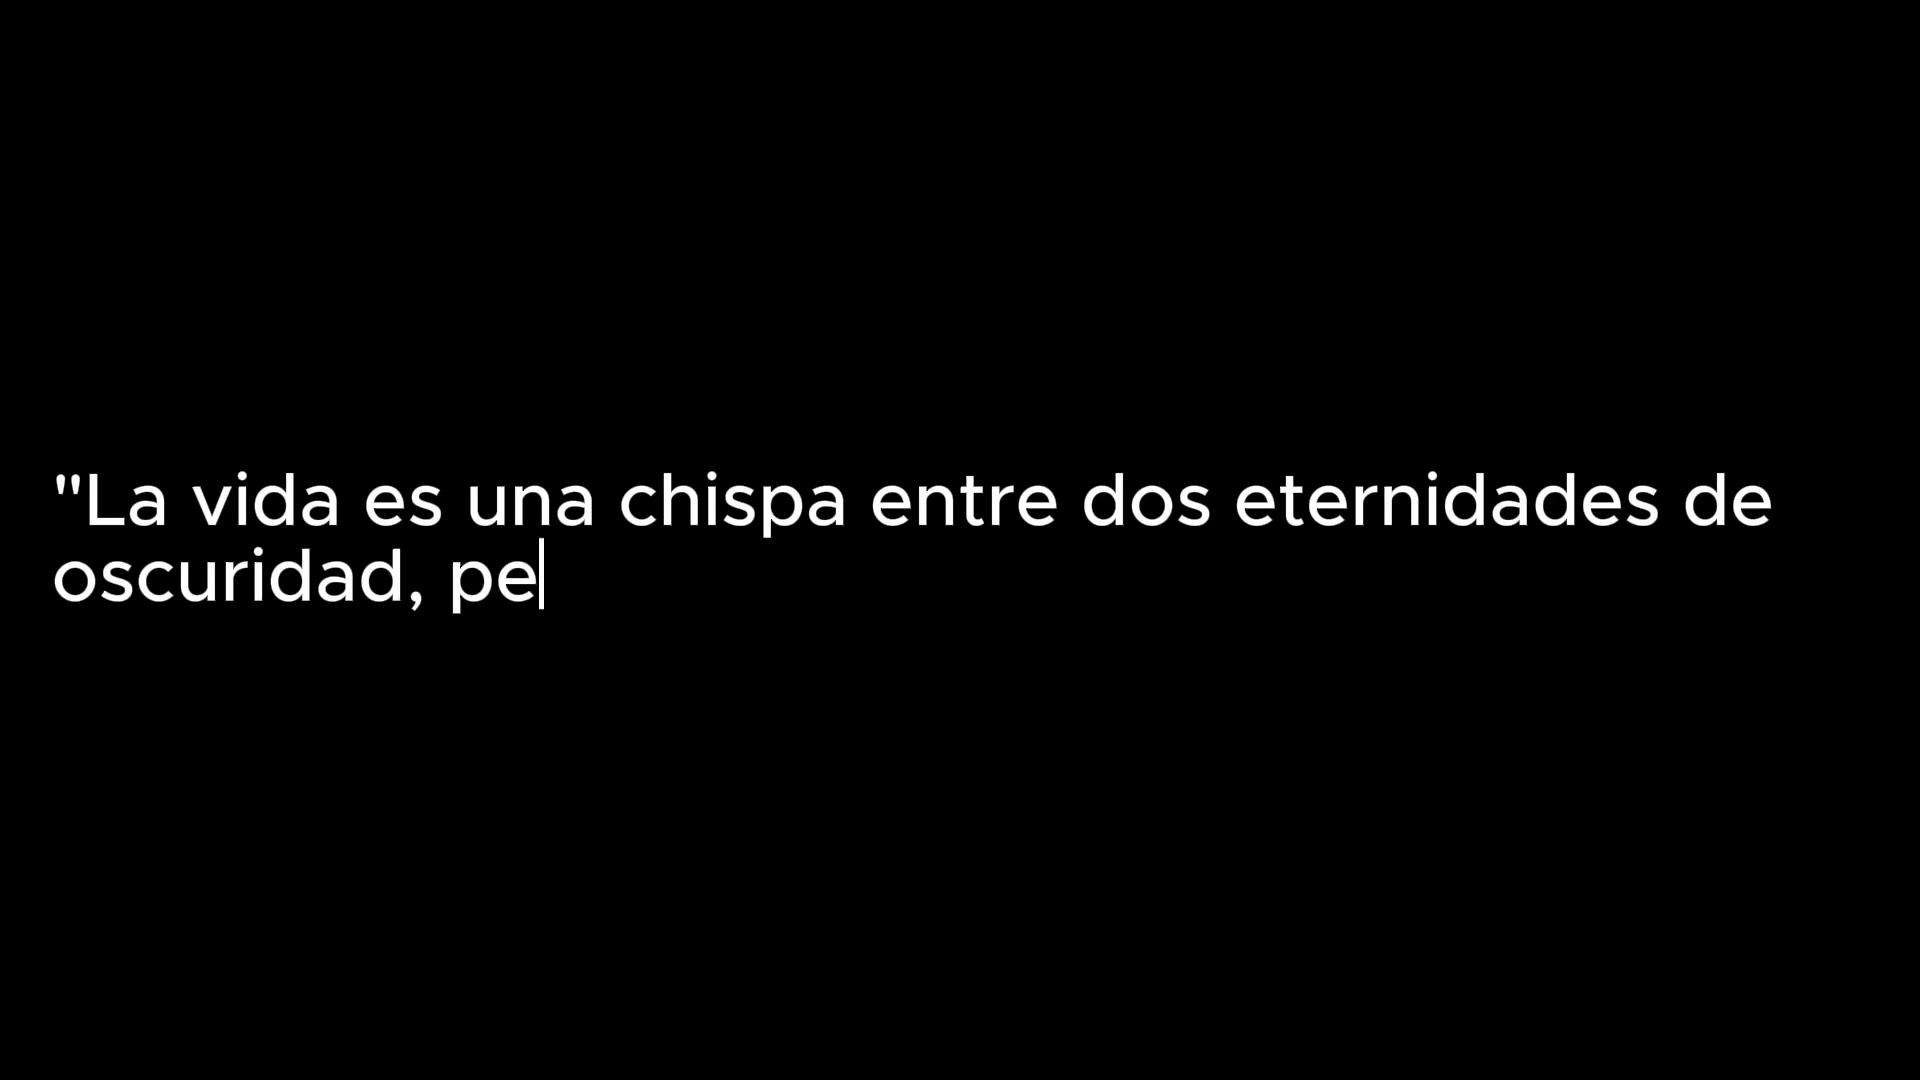 "La vida es una chispa entre dos eternidades de
oscuridad, pe